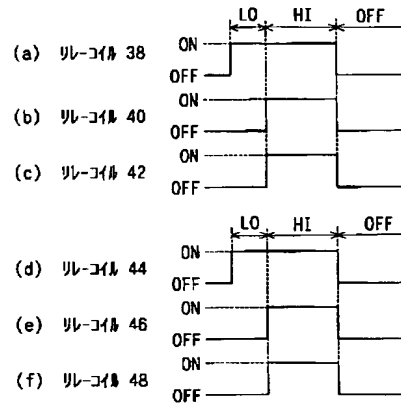 LO HI OFF
ON
(a) リレーコイル 38
OFF
ON
(b) リレーコイル 40
OFF
ON
(c) リレーコイル 42
OFF
LO HI OFF
ON
(d) リレーコイル 44
OFF
ON
(e) リレーコイル 46
OFF
ON
(f) リレーコイル 48
OFF